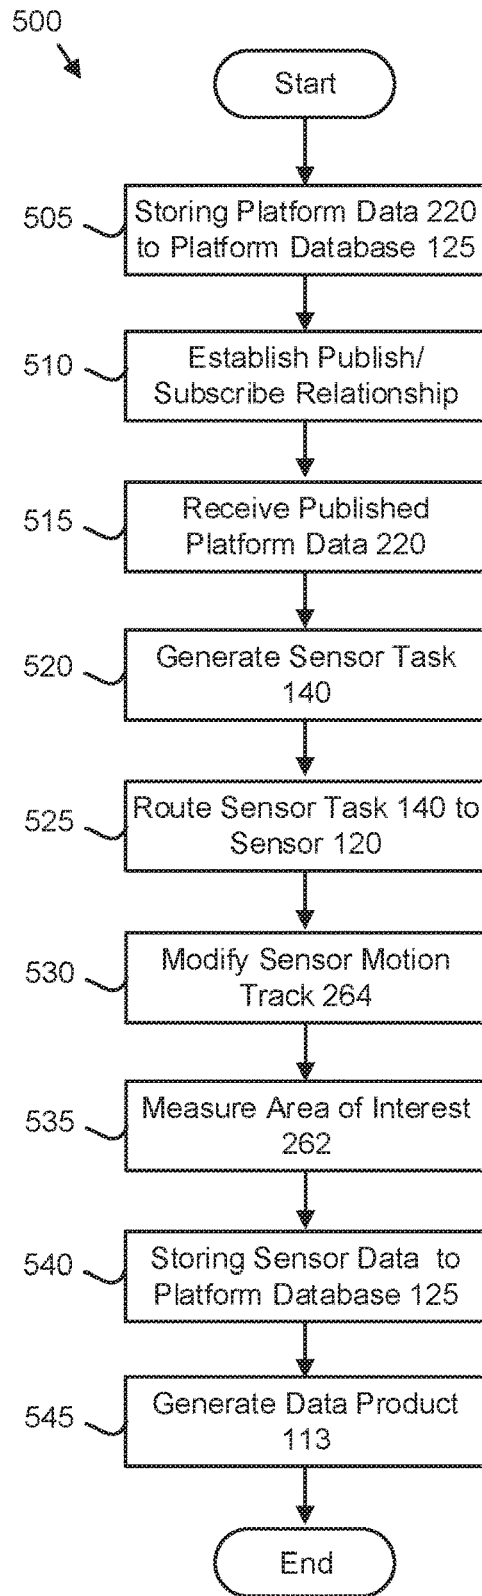 500
Start
505
Storing Platform Data 220
to Platform Database 125
510
Establish Publish/
Subscribe Relationship
515
Receive Published
Platform Data 220
520
Generate Sensor Task
140
525
Route Sensor Task 140 to
Sensor 120
530
Modify Sensor Motion
Track 264
535
Measure Area of Interest
262
540
Storing Sensor Data to
Platform Database 125
545
Generate Data Product
113
End